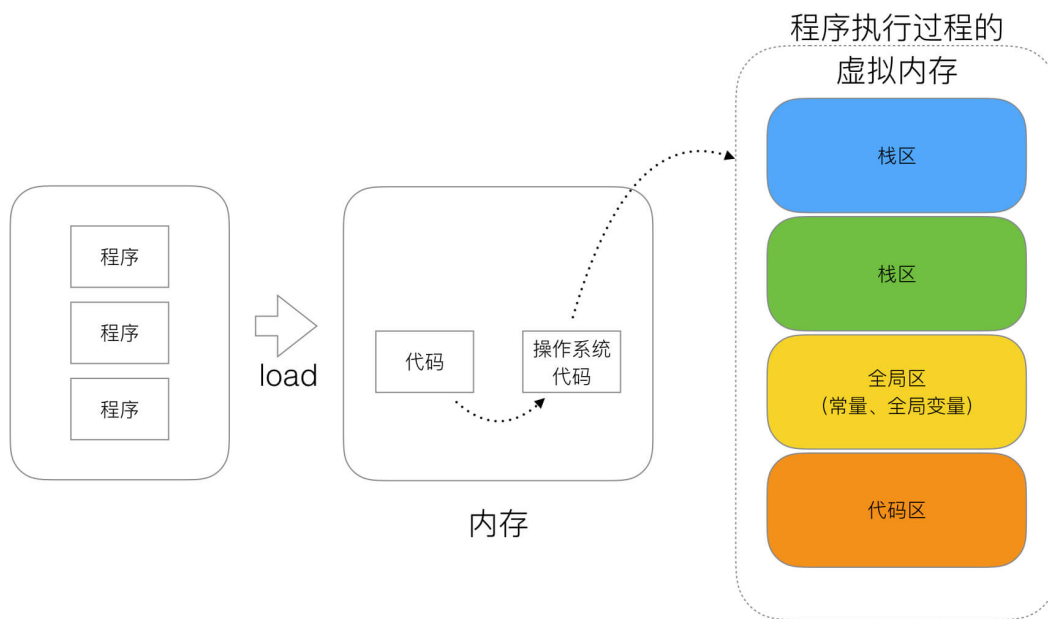 程序执行过程的
虚拟内存
栈区
栈区
全局区
（常量、全局变量）
代码区
程序
程序
程序
load
代码
操作系统
代码
内存